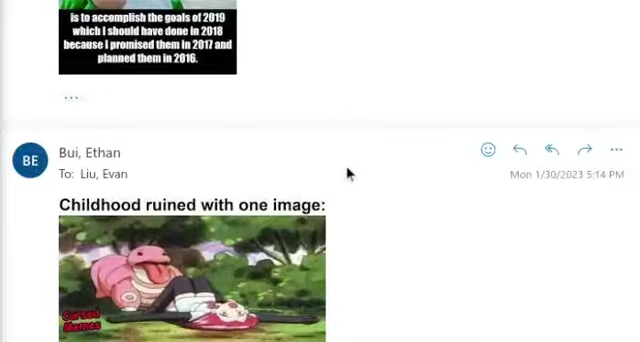 is to accomplish the goals of 2019
which I should have done in 2018
because i promised them in 2017 and
planned them in 2016.
...
BE
Bui, Ethan
To: Liu, Evan
Mon 1/30/2023 5:14 PM
Childhood ruined with one image:
Cursed
Memes